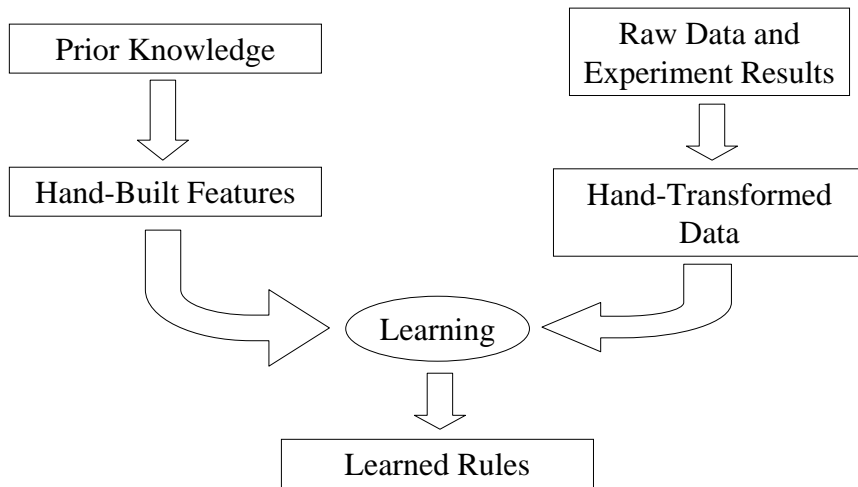 Prior Knowledge
Raw Data and
Experiment Results
Hand-Built Features
Hand-Transformed
Data
Learning
Learned Rules